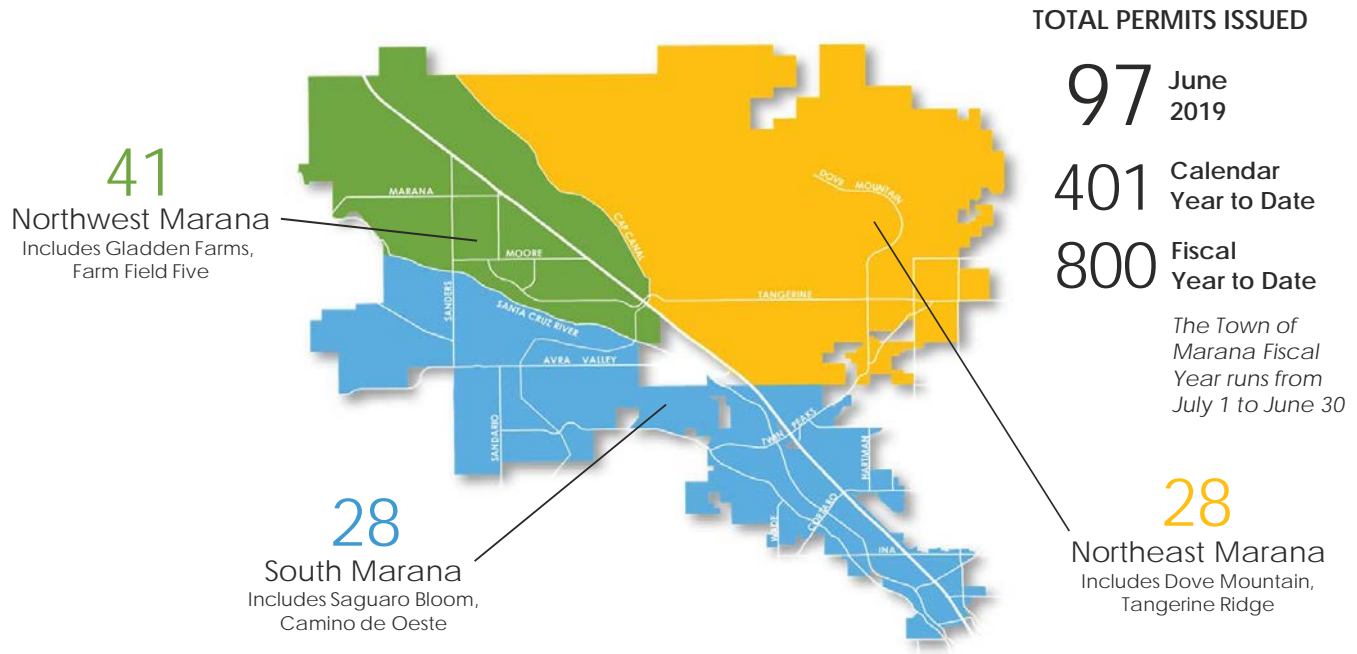 TOTAL PERMITS ISSUED
97 June
2019
401 Calendar
Year to Date
800 Fiscal
Year to Date
The Town of
Marana Fiscal
Year runs from
July 1 to June 30
41
Northwest Marana
Includes Gladden Farms,
Farm Field Five
28
South Marana
Includes Saguaro Bloom,
Camino de Oeste
28
Northeast Marana
Includes Dove Mountain,
Tangerine Ridge
MARANA
MOORE
SANDERS
SANTA CRUZ RIVER
CAP CANAL
DOVE MOUNTAIN
TANGERINE
AVRA VALLEY
SANDARIO
TWIN PEAKS
HARTMAN
WADE
CORTARO
INA